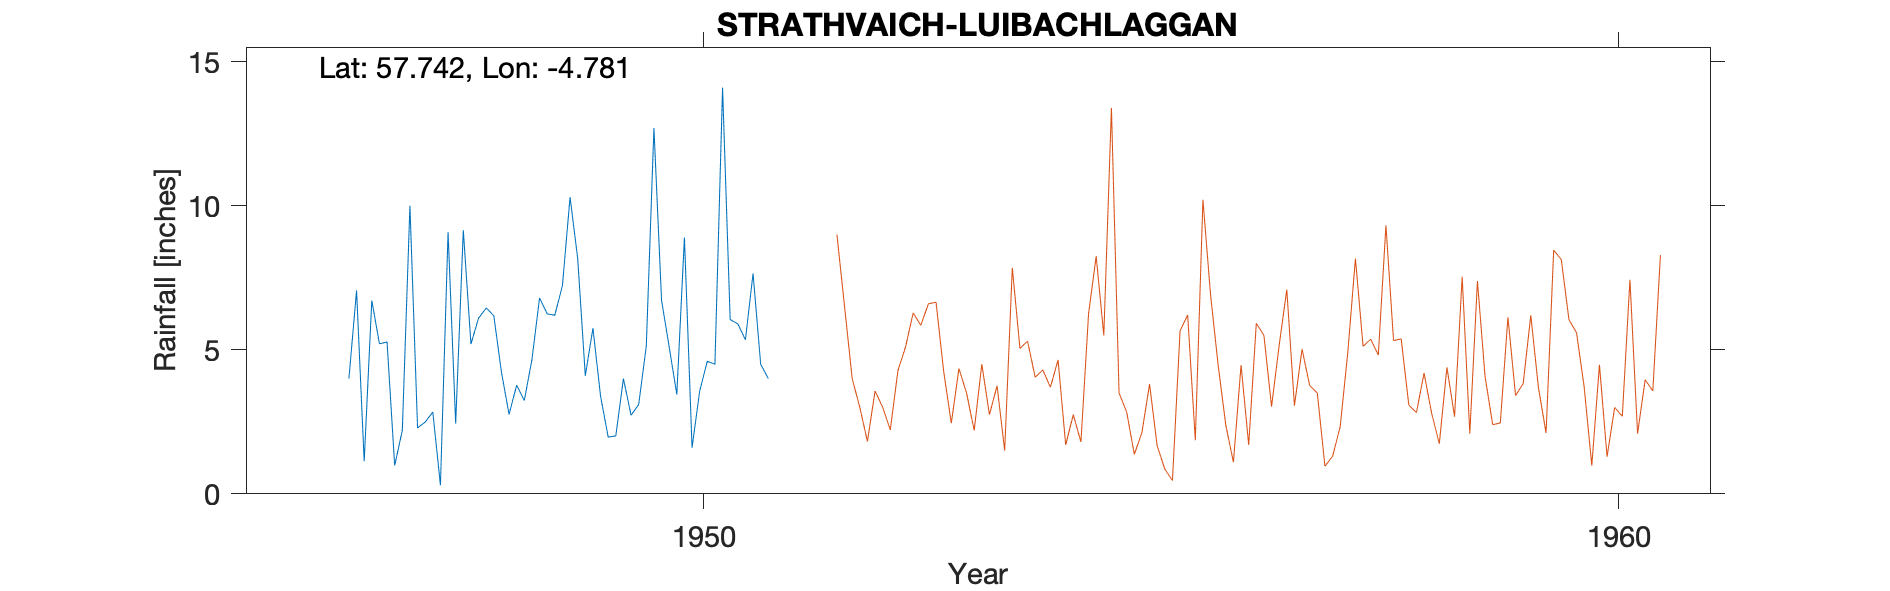 STRATHVAICH-LUIBACHLAGGAN
Lat: 57.742, Lon: -4.781
15
10
5
0
Rainfall [inches]
1950
1960
Year